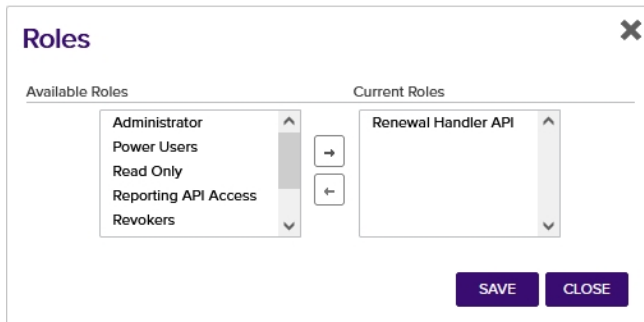 Roles
Available Roles
Current Roles
Administrator
Power Users
Read Only
Reporting API Access
Revokers
Renewal Handler API
SAVE
CLOSE